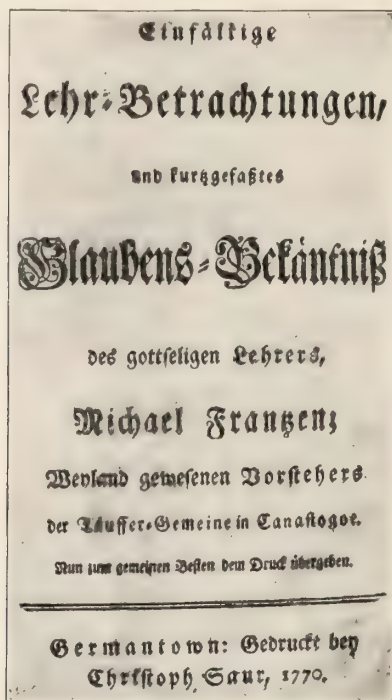 Einfältige
Lehr-Betrachtungen,
und kurtzgefaßtes
Glaubens-Bekäntniß
des gottseligen Lehrers,
Michael Frantzen;
Weyland gewesenen Vorstehers
der Täuffer-Gemeine in Canastogoe.
Nun zum gemeinen Besten dem Druck übergeben.
Germantown: Gedruckt bey
Christoph Saur, 1770.